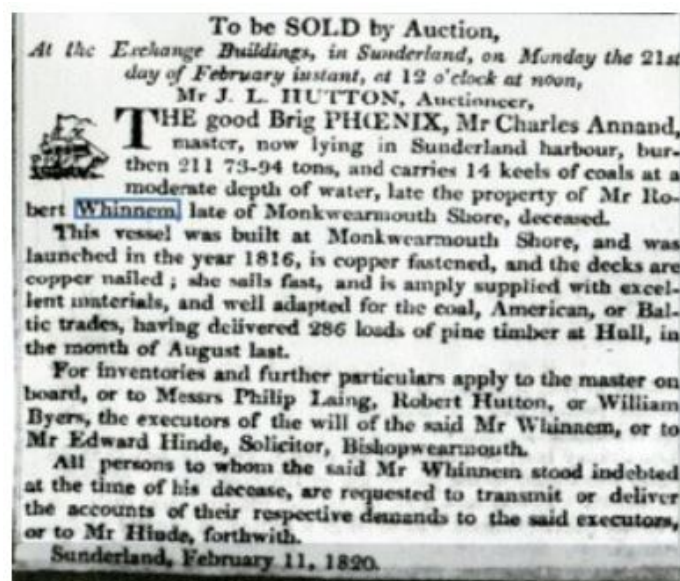 To be SOLD by Auction,
At the Exchange Buildings, in Sunderland, on Monday the 21st
day of February instant, at 12 o'clock at noon,
Mr J. L. HUTTON, Auctioneer,
THE good Brig PHŒNIX, Mr Charles Annand,
master, now lying in Sunderland harbour, bur-
then 211 73-94 tons, and carries 14 keels of coals at a
moderate depth of water, late the property of Mr Ro-
bert Whinnem, late of Monkwearmouth Shore, deceased.
This vessel was built at Monkwearmouth Shore, and was
launched in the year 1816, is copper fastened, and the decks are
copper nailed; she sails fast, and is amply supplied with excel-
lent materials, and well adapted for the coal, American, or Bal-
tic trades, having delivered 286 loads of pine timber at Hull, in
the month of August last.
For inventories and further particulars apply to the master on
board, or to Messrs Philip Laing, Robert Hutton, or William
Byers, the executors of the will of the said Mr Whinnem, or to
Mr Edward Hinde, Solicitor, Bishopwearmouth.
All persons to whom the said Mr Whinnem stood indebted
at the time of his decease, are requested to transmit or deliver
the accounts of their respective demands to the said executors,
or to Mr Hinde, forthwith.
Sunderland, February 11, 1820.